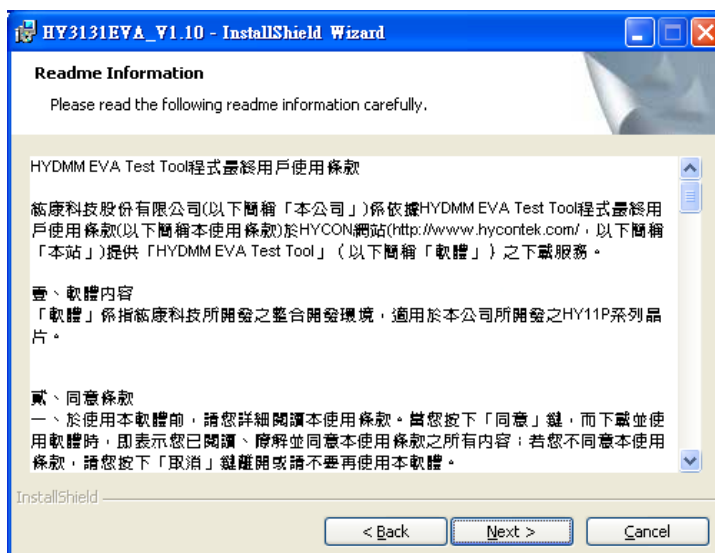 HY3131EVA_V1.10 - InstallShield Wizard
Readme Information
Please read the following readme information carefully.
HYDMM EVA Test Tool程式最終用戶使用條款
紘康科技股份有限公司(以下簡稱「本公司」)係依據HYDMM EVA Test Tool程式最終用
戶使用條款(以下簡稱本使用條款)於HYCON網站(http://www.hycontek.com/，以下簡稱
「本站」)提供「HYDMM EVA Test Tool」（以下簡稱「軟體」）之下載服務。
壹、軟體內容
「軟體」係指紘康科技所開發之整合開發環境，適用於本公司所開發之HY11P系列晶
片。
貳、同意條款
一、於使用本軟體前，請您詳細閱讀本使用條款。當您按下「同意」鍵，而下載並使
用軟體時，即表示您已閱讀、瞭解並同意本使用條款之所有內容；若您不同意本使用
條款，請您按下「取消」鍵離開或請不要再使用本軟體。
InstallShield
< Back
Next >
Cancel